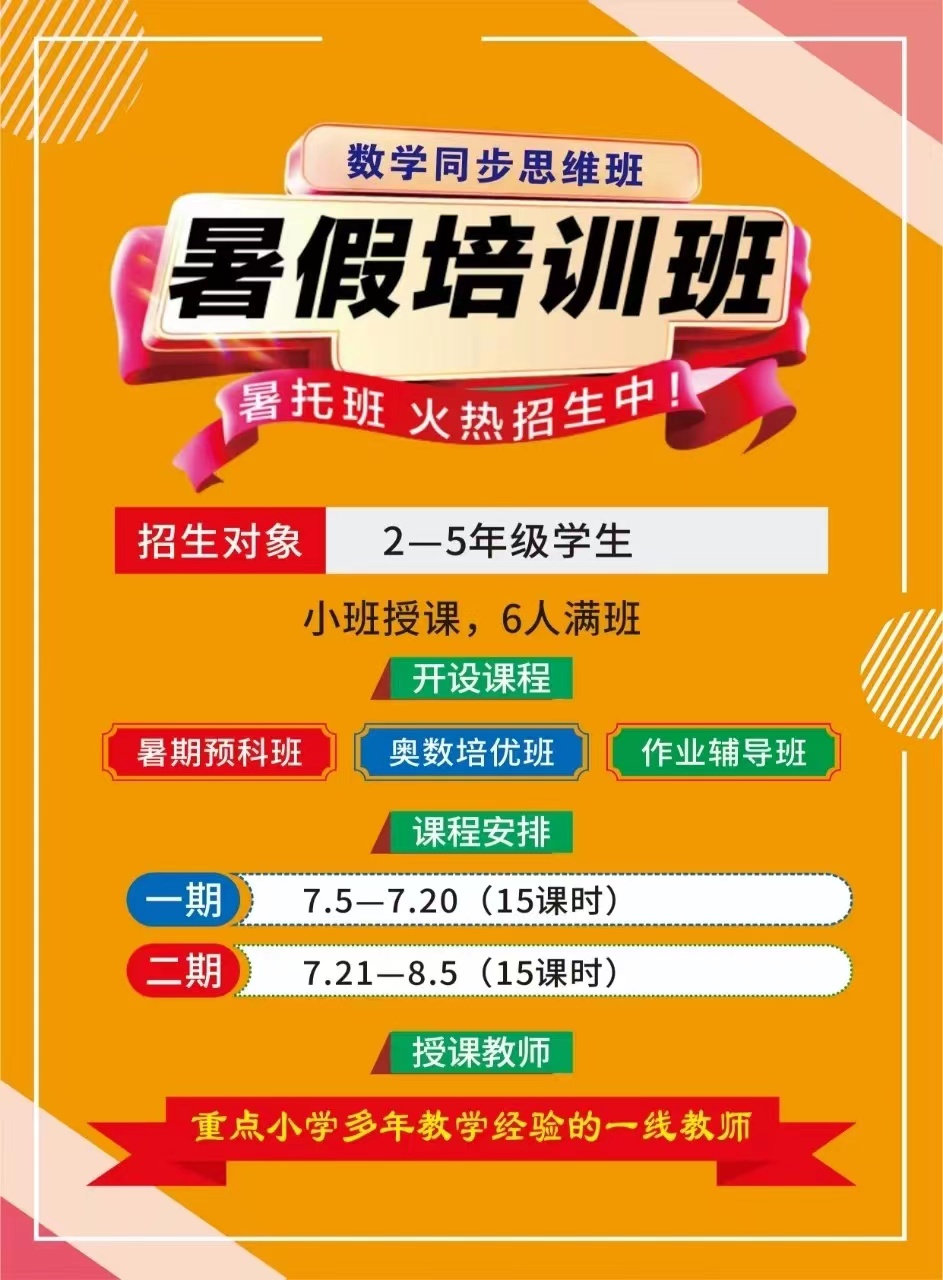 数学同步思维班
暑假培训班
暑托班 火热招生中！
招生对象 2—5年级学生
小班授课，6人满班
开设课程
暑期预科班 奥数培优班 作业辅导班
课程安排
一期 7.5—7.20（15课时）
二期 7.21—8.5（15课时）
授课教师
重点小学多年教学经验的一线教师